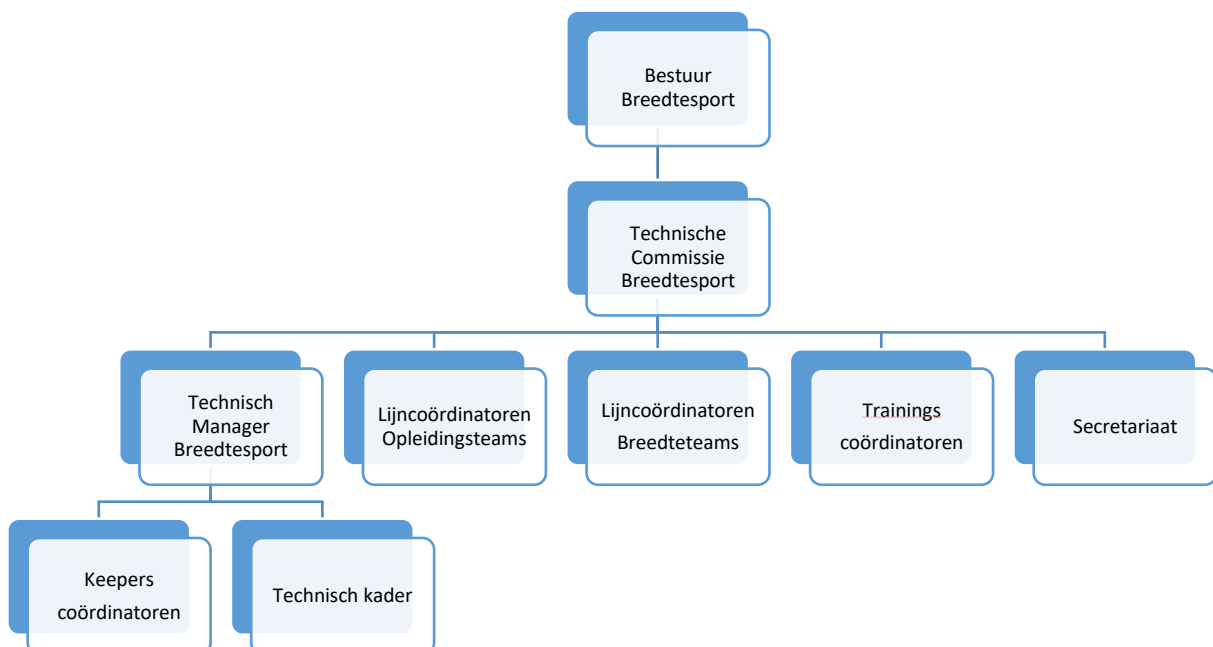 Bestuur
Breedtesport
Technische
Commissie
Breedtesport
Technisch
Manager
Breedtesport
Lijncoördinatoren
Opleidingsteams
Lijncoördinatoren
Breedteteams
Trainings
coördinatoren
Secretariaat
Keepers
coördinatoren
Technisch kader